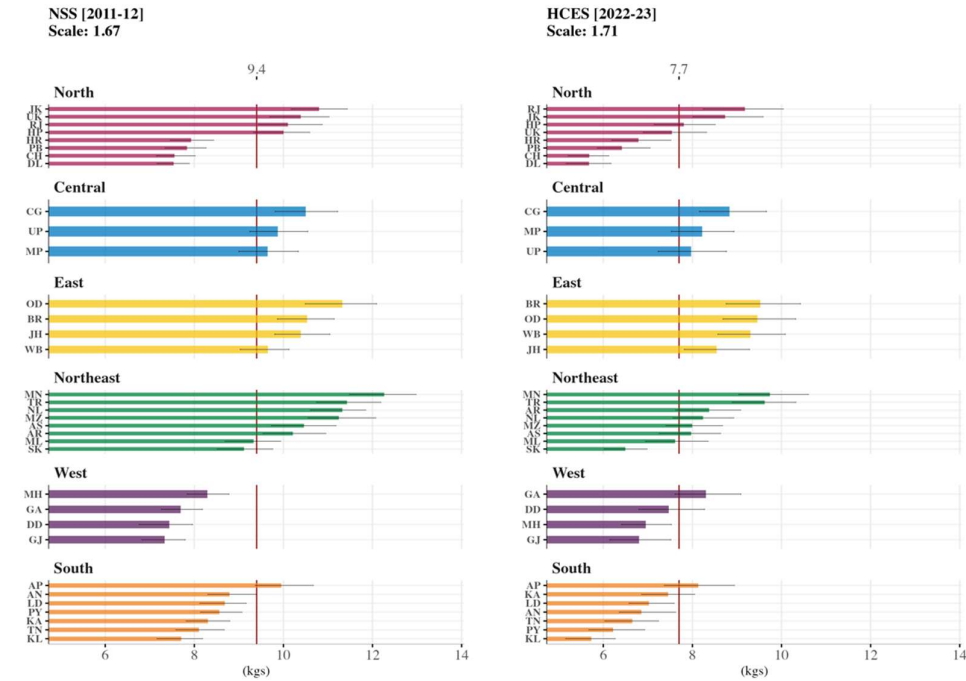 NSS [2011-12]
Scale: 1.67
9.4
North
JK
UK
RJ
HP
HR
PB
CH
DL
Central
CG
UP
MP
East
OD
BR
JH
WB
Northeast
MN
TR
NL
MZ
AS
AR
ML
SK
West
MH
GA
DD
GJ
South
AP
AN
LD
PY
KA
TN
KL
6 8 10 12 14
(kgs)
HCES [2022-23]
Scale: 1.71
7.7
North
RJ
JK
HP
UK
HR
PB
CH
DL
Central
CG
MP
UP
East
BR
OD
WB
JH
Northeast
MN
TR
AR
NL
MZ
AS
ML
SK
West
GA
DD
MH
GJ
South
AP
KA
LD
AN
TN
PY
KL
6 8 10 12 14
(kgs)